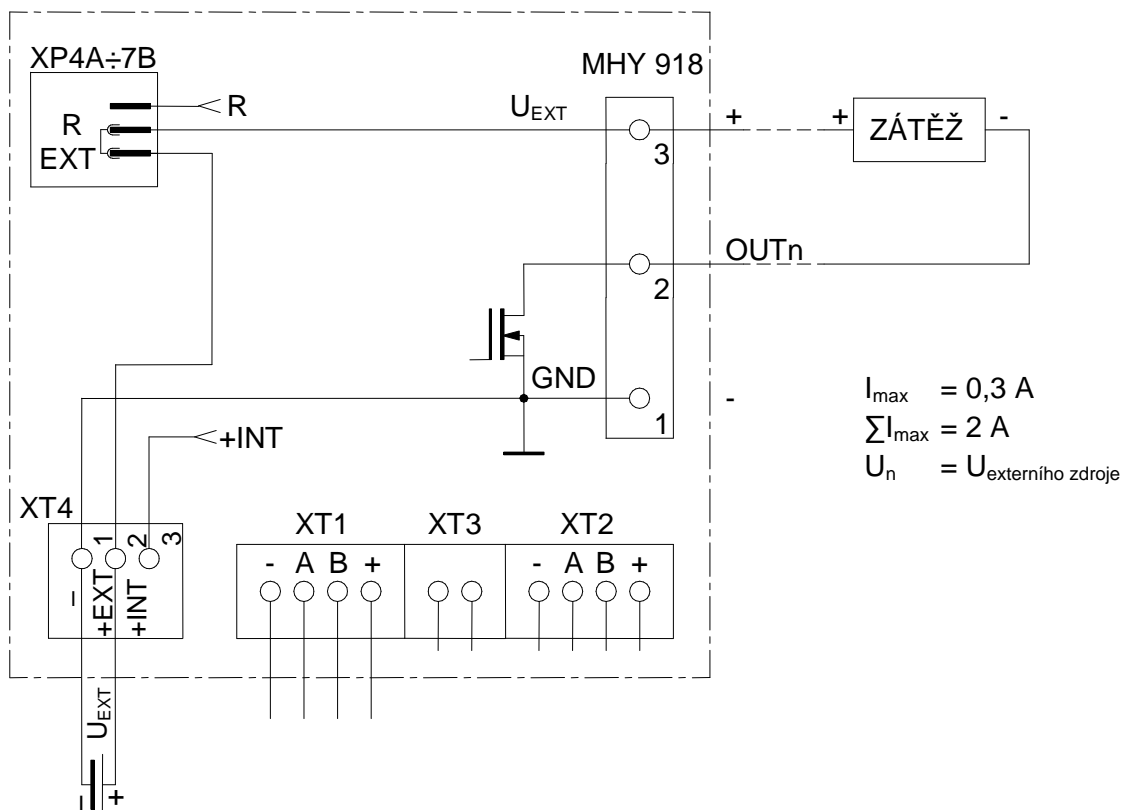 XP4A÷7B
R
R
EXT
MHY 918
U_EXT
3
+
+
ZÁTĚŽ
-
OUTn
2
GND
1
-
I_max = 0,3 A
∑I_max = 2 A
U_n = U_externího zdroje
+INT
XT4
1
2
3
–
+EXT
+INT
XT1
- A B +
XT3
XT2
- A B +
U_EXT
-
+